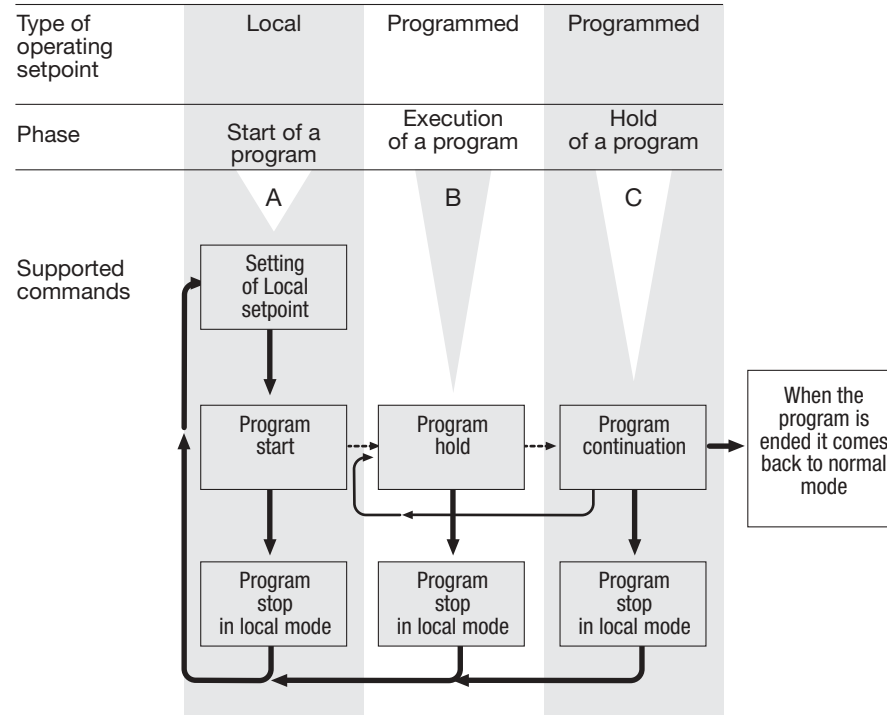 Type of
operating
setpoint
Local
Programmed
Programmed
Phase
Start of a
program
Execution
of a program
Hold
of a program
A
B
C
Supported
commands
Setting
of Local
setpoint
Program
start
Program
hold
Program
continuation
When the
program is
ended it comes
back to normal
mode
Program
stop
in local mode
Program
stop
in local mode
Program
stop
in local mode